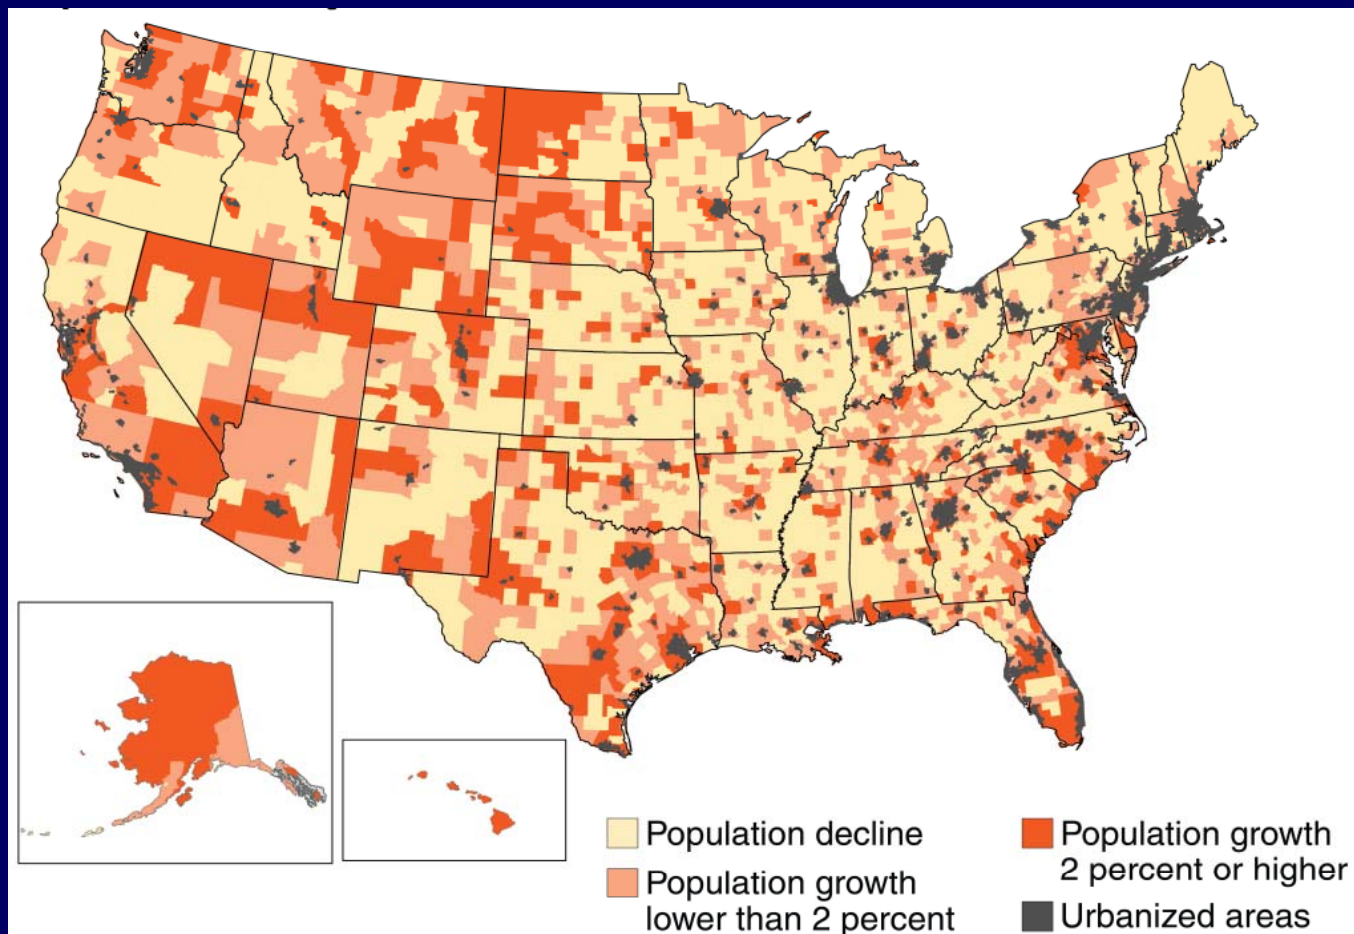 Population decline
Population growth
lower than 2 percent
Population growth
2 percent or higher
Urbanized areas